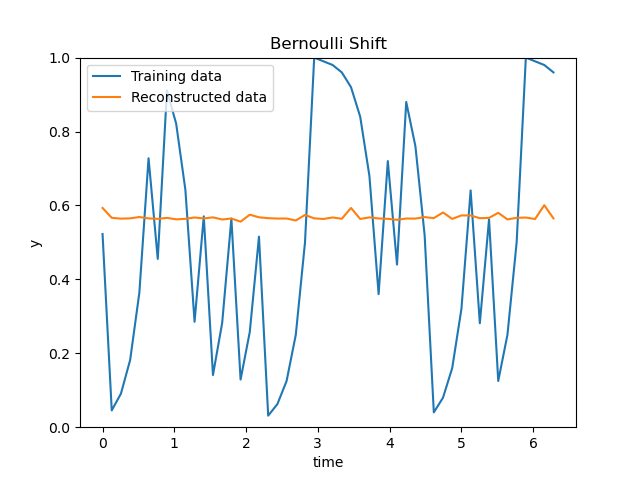 Bernoulli Shift
Training data
Reconstructed data
1.0
0.8
0.6
0.4
0.2
0.0
y
0 1 2 3 4 5 6
time